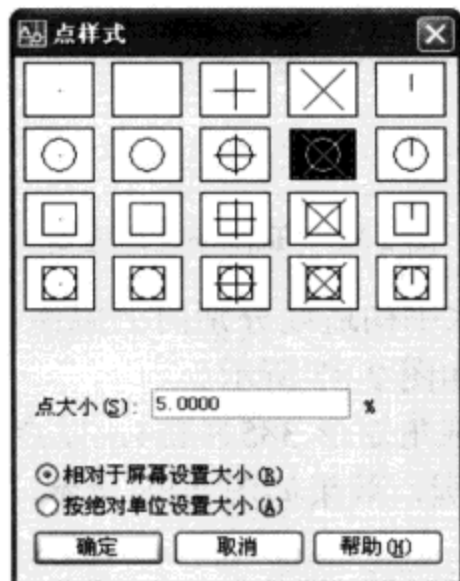 点样式
点大小(S): 5.0000 %
相对于屏幕设置大小(R)
按绝对单位设置大小(A)
确定 取消 帮助(H)